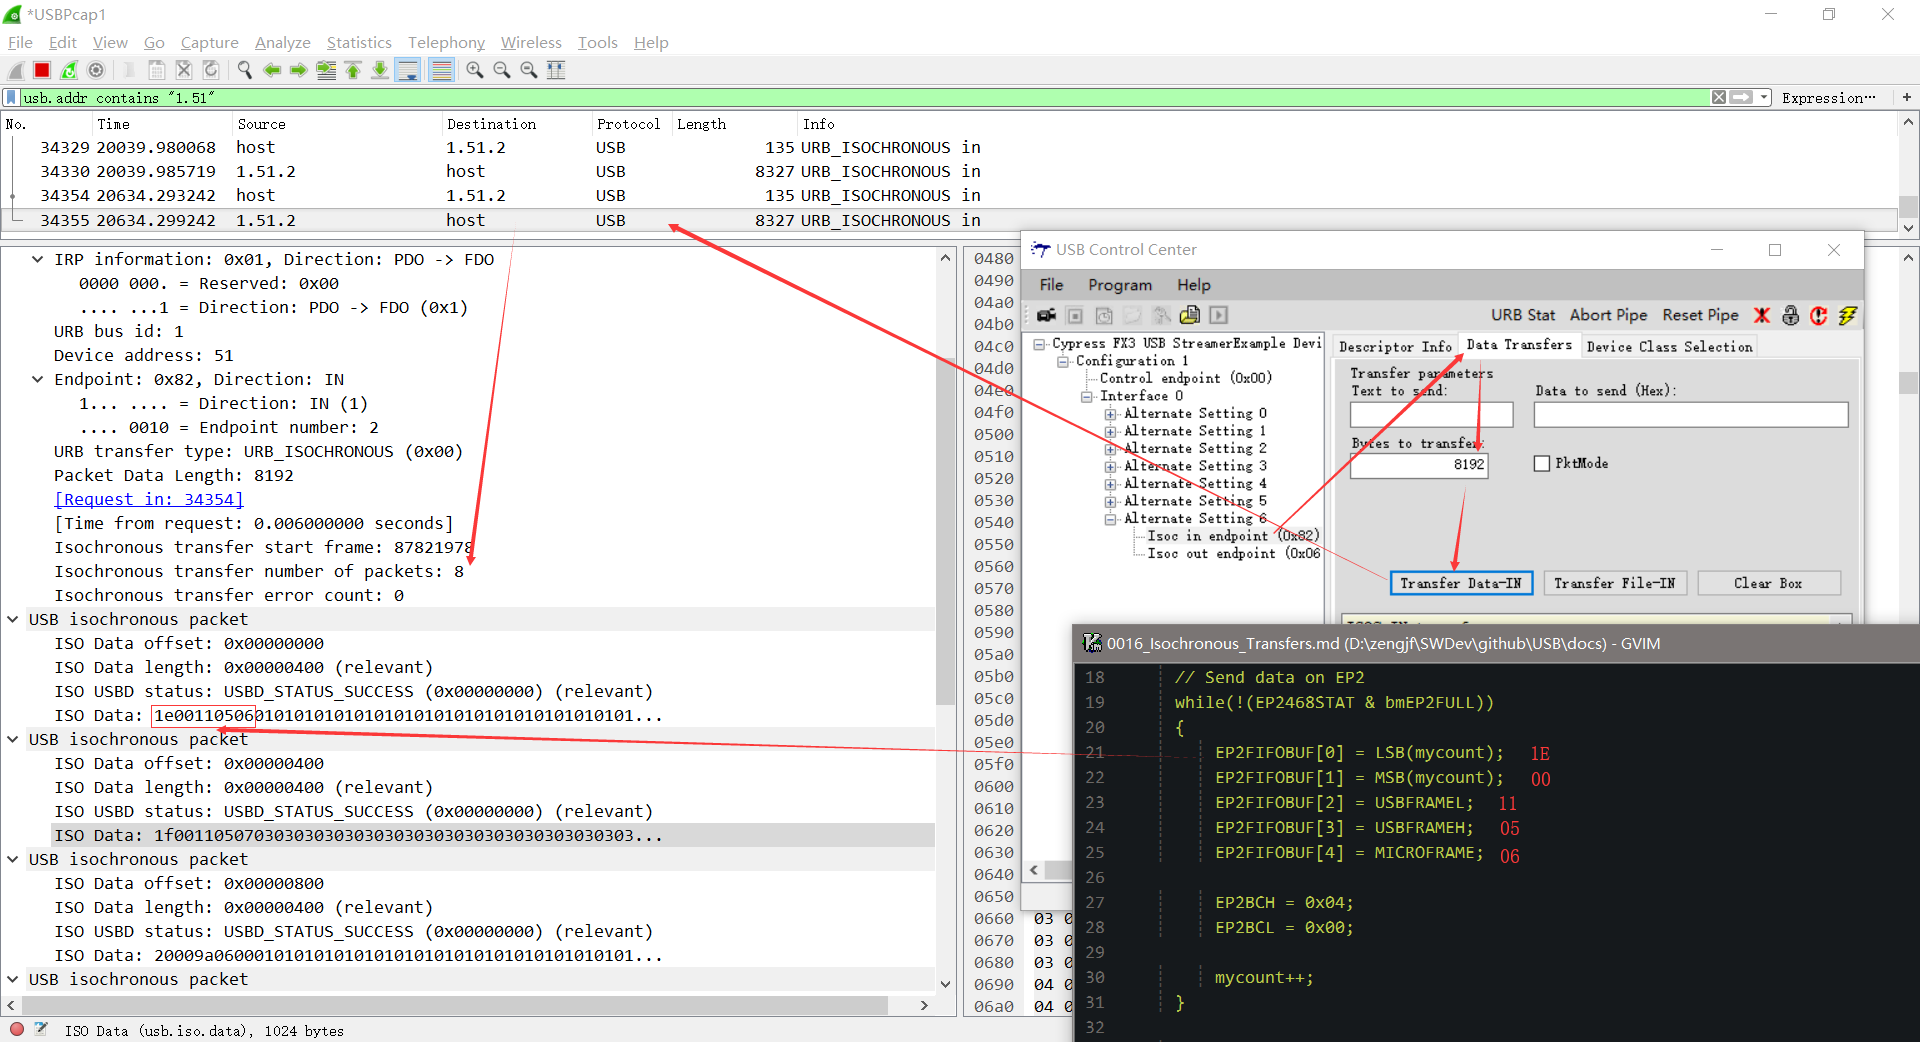 *USBPcap1
File Edit View Go Capture Analyze Statistics Telephony Wireless Tools Help
usb.addr contains "1.51"
Expression…
+
No. Time Source Destination Protocol Length Info
34329 20039.980068 host 1.51.2 USB 135 URB_ISOCHRONOUS in
34330 20039.985719 1.51.2 host USB 8327 URB_ISOCHRONOUS in
34354 20634.293242 host 1.51.2 USB 135 URB_ISOCHRONOUS in
34355 20634.299242 1.51.2 host USB 8327 URB_ISOCHRONOUS in
IRP information: 0x01, Direction: PDO -> FDO
0000 000. = Reserved: 0x00
.... ...1 = Direction: PDO -> FDO (0x1)
URB bus id: 1
Device address: 51
Endpoint: 0x82, Direction: IN
1... .... = Direction: IN (1)
.... 0010 = Endpoint number: 2
URB transfer type: URB_ISOCHRONOUS (0x00)
Packet Data Length: 8192
[Request in: 34354]
[Time from request: 0.006000000 seconds]
Isochronous transfer start frame: 87821978
Isochronous transfer number of packets: 8
Isochronous transfer error count: 0
USB isochronous packet
ISO Data offset: 0x00000000
ISO Data length: 0x00000400 (relevant)
ISO USBD status: USBD_STATUS_SUCCESS (0x00000000) (relevant)
ISO Data: 1e00110506010101010101010101010101010101010101...
USB isochronous packet
ISO Data offset: 0x00000400
ISO Data length: 0x00000400 (relevant)
ISO USBD status: USBD_STATUS_SUCCESS (0x00000000) (relevant)
ISO Data: 1f00110507030303030303030303030303030303030303...
USB isochronous packet
ISO Data offset: 0x00000800
ISO Data length: 0x00000400 (relevant)
ISO USBD status: USBD_STATUS_SUCCESS (0x00000000) (relevant)
ISO Data: 20009a0600010101010101010101010101010101010101...
USB isochronous packet
ISO Data (usb.iso.data), 1024 bytes
0480
0490
04a0
04b0
04c0
04d0
04e0
04f0
0500
0510
0520
0530
0540
0550
0560
0570
0580
0590
05a0
05b0
05c0
05d0
05e0
05f0
0600
0610
0620
0630
0640
0650
0660 03 0
0670 03 0
0680 03 0
0690 04 0
06a0 04 0
USB Control Center
File Program Help
URB Stat Abort Pipe Reset Pipe
Cypress FX3 USB StreamerExample Devi
Configuration 1
Control endpoint (0x00)
Interface 0
Alternate Setting 0
Alternate Setting 1
Alternate Setting 2
Alternate Setting 3
Alternate Setting 4
Alternate Setting 5
Alternate Setting 6
Isoc in endpoint (0x82)
Isoc out endpoint (0x06
Descriptor Info Data Transfers Device Class Selection
Transfer parameters
Text to send: Data to send (Hex):
Bytes to transfer:
8192 PktMode
Transfer Data-IN Transfer File-IN Clear Box
0016_Isochronous_Transfers.md (D:\zengjf\SWDev\github\USB\docs) - GVIM
18 // Send data on EP2
19 while(!(EP2468STAT & bmEP2FULL))
20 {
21 EP2FIFOBUF[0] = LSB(mycount); 1E
22 EP2FIFOBUF[1] = MSB(mycount); 00
23 EP2FIFOBUF[2] = USBFRAMEL; 11
24 EP2FIFOBUF[3] = USBFRAMEH; 05
25 EP2FIFOBUF[4] = MICROFRAME; 06
26
27 EP2BCH = 0x04;
28 EP2BCL = 0x00;
29
30 mycount++;
31 }
32